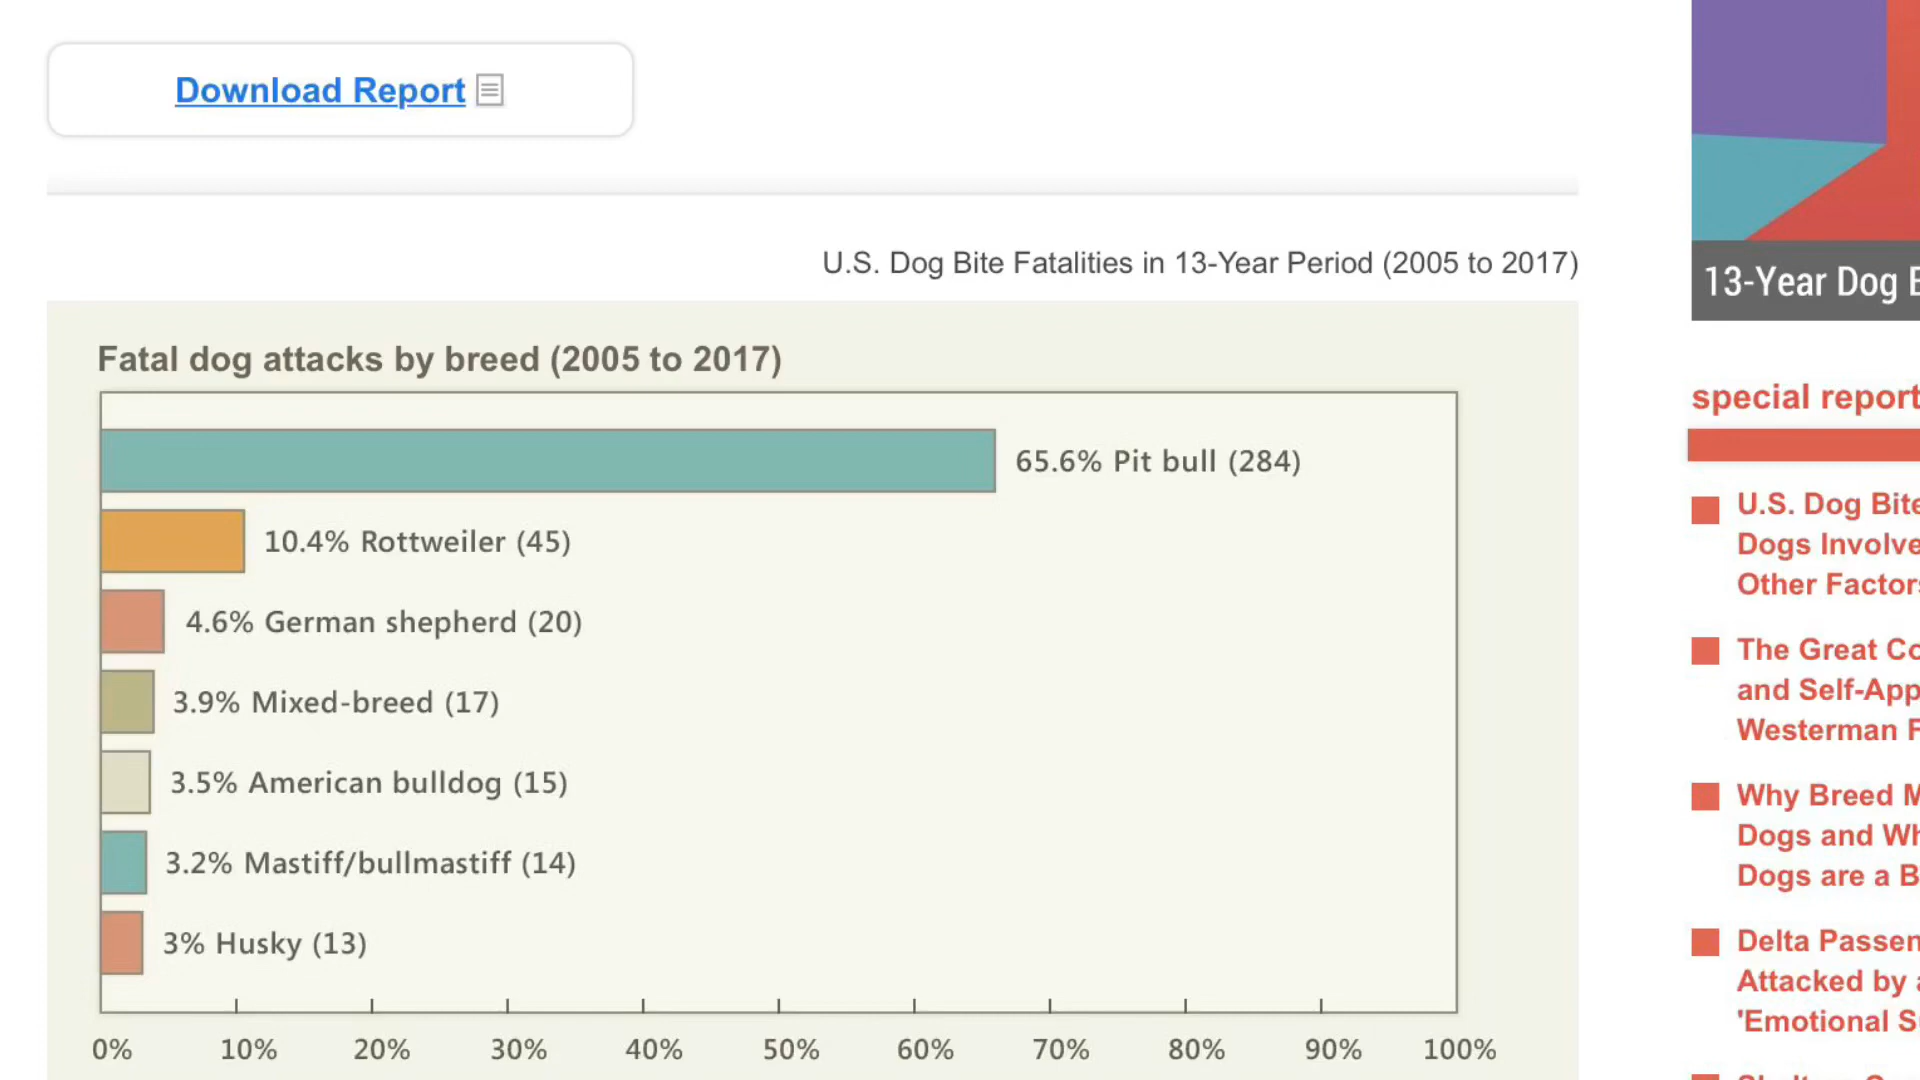 Download Report
U.S. Dog Bite Fatalities in 13-Year Period (2005 to 2017)
Fatal dog attacks by breed (2005 to 2017)
65.6% Pit bull (284)
10.4% Rottweiler (45)
4.6% German shepherd (20)
3.9% Mixed-breed (17)
3.5% American bulldog (15)
3.2% Mastiff/bullmastiff (14)
3% Husky (13)
0% 10% 20% 30% 40% 50% 60% 70% 80% 90% 100%
13-Year Dog
special report
U.S. Dog Bite
Dogs Involve
Other Factors
The Great Co
and Self-App
Westerman F
Why Breed M
Dogs and Wh
Dogs are a B
Delta Passen
Attacked by a
'Emotional S